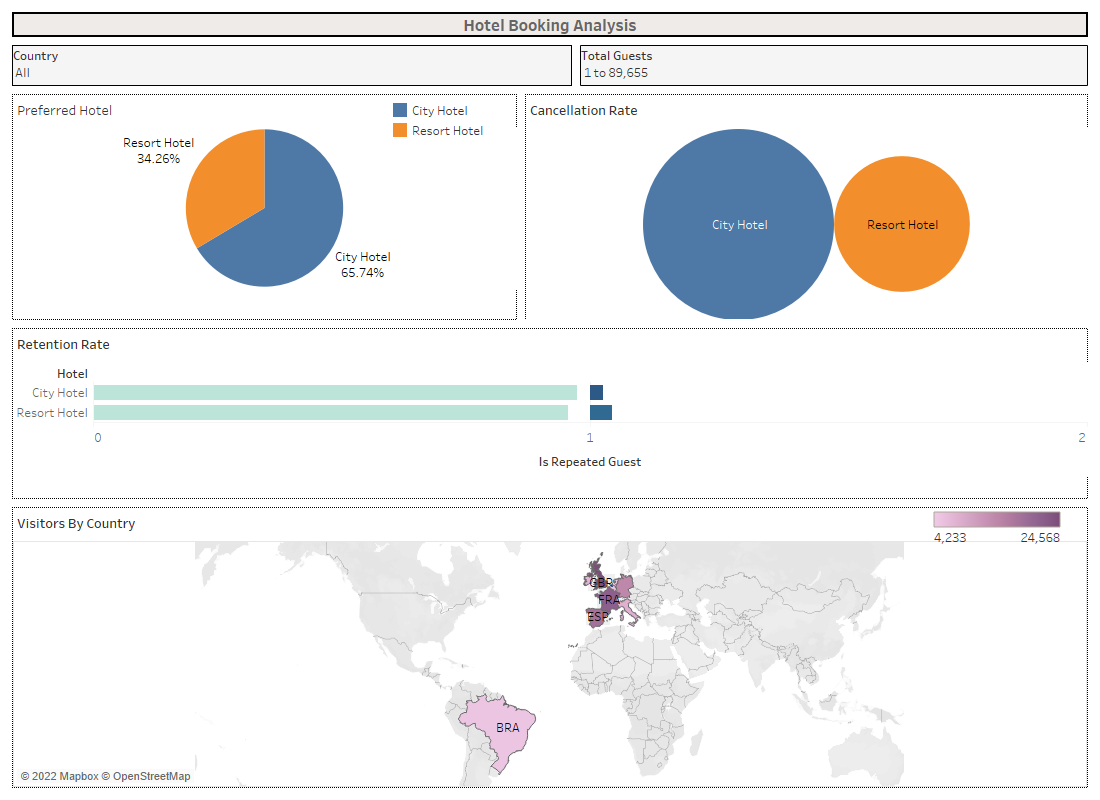 Hotel Booking Analysis
Country
All
Total Guests
1 to 89,655
Preferred Hotel
City Hotel
Resort Hotel
Resort Hotel
34.26%
City Hotel
65.74%
Cancellation Rate
City Hotel
Resort Hotel
Retention Rate
Hotel
City Hotel
Resort Hotel
0 1 2
Is Repeated Guest
Visitors By Country
4,233 24,568
GBR
FRA
ESP
BRA
© 2022 Mapbox © OpenStreetMap